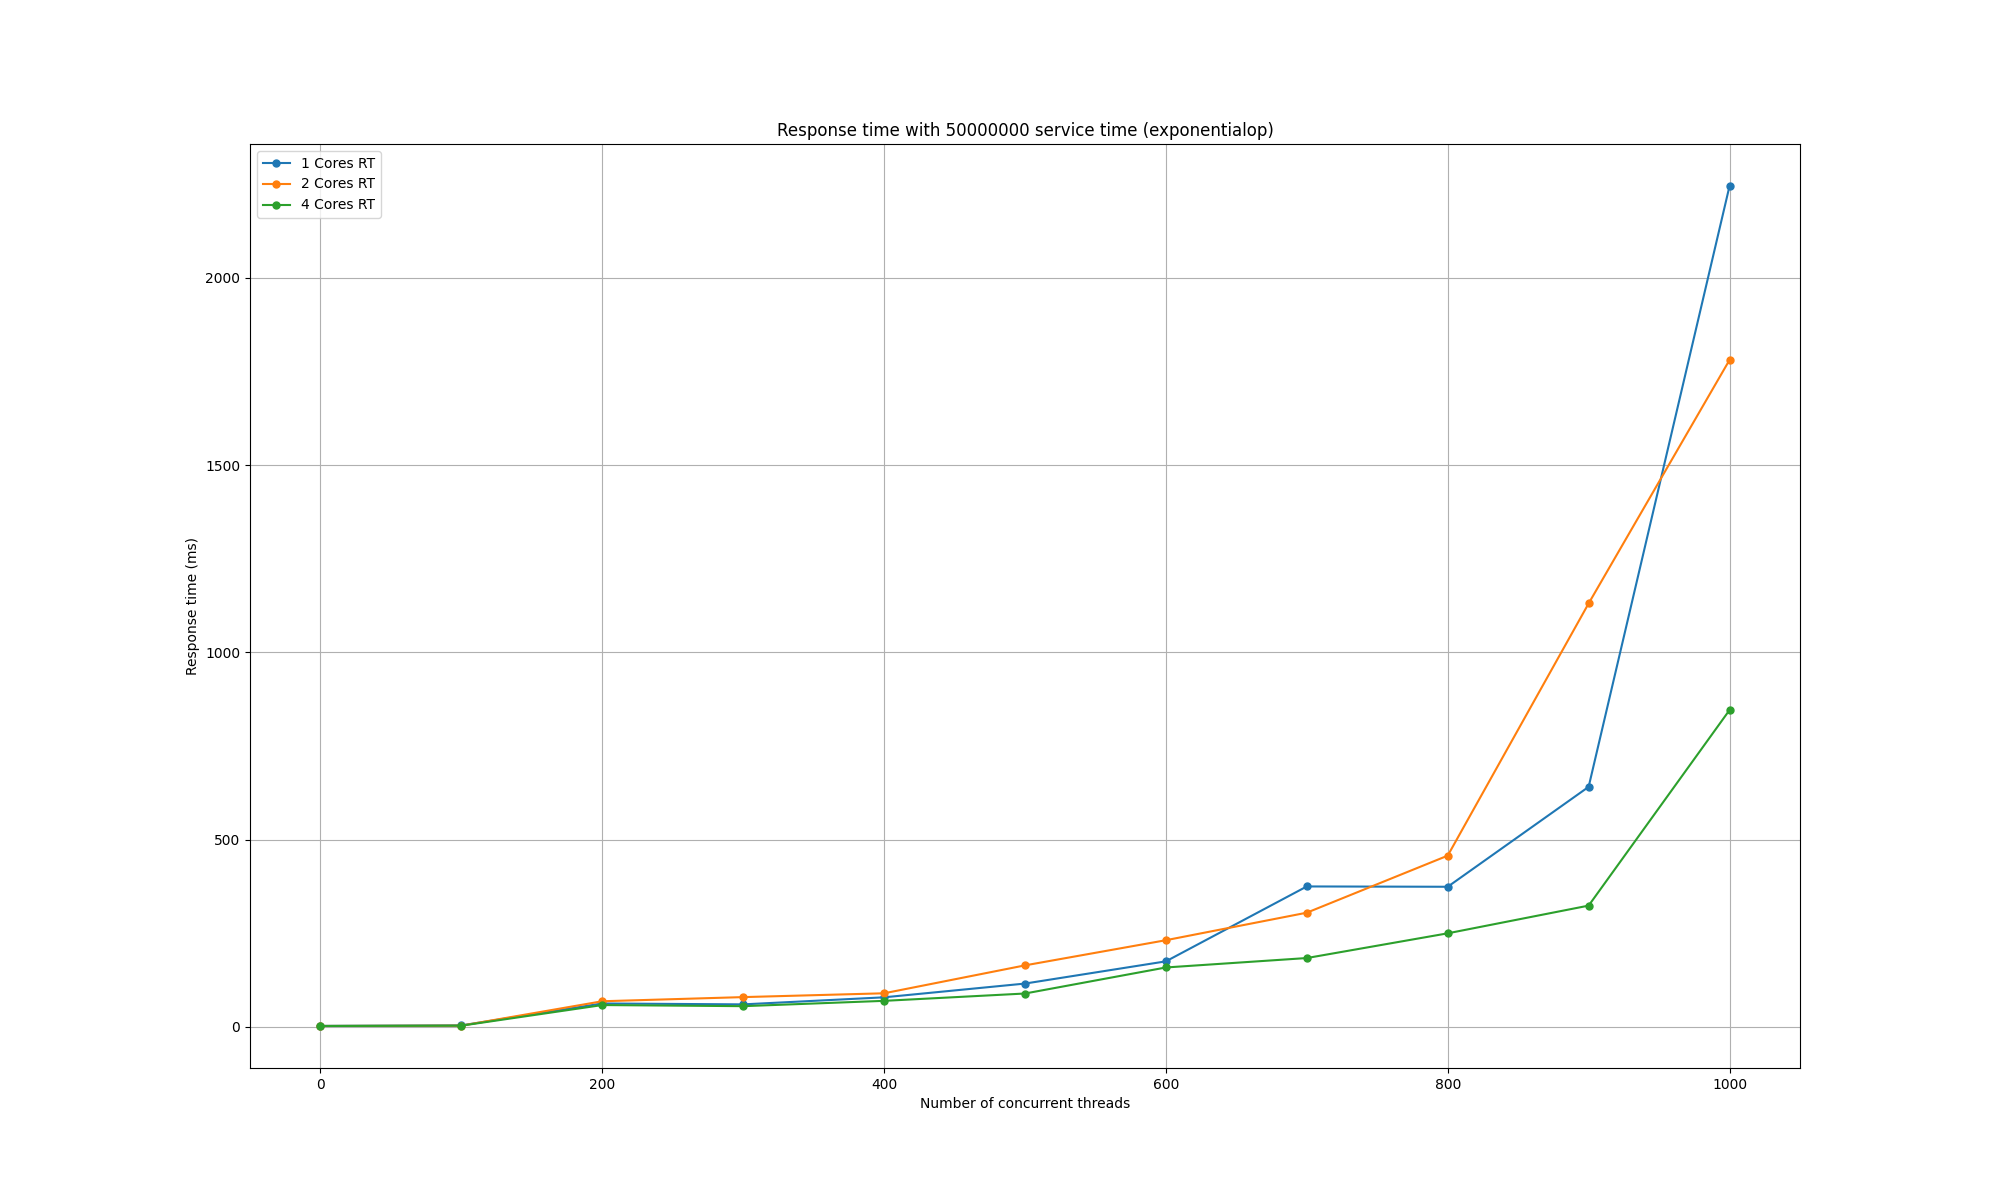 Response time with 50000000 service time (exponentialop)
1 Cores RT
2 Cores RT
4 Cores RT
2000
1500
1000
500
0
Response time (ms)
0 200 400 600 800 1000
Number of concurrent threads